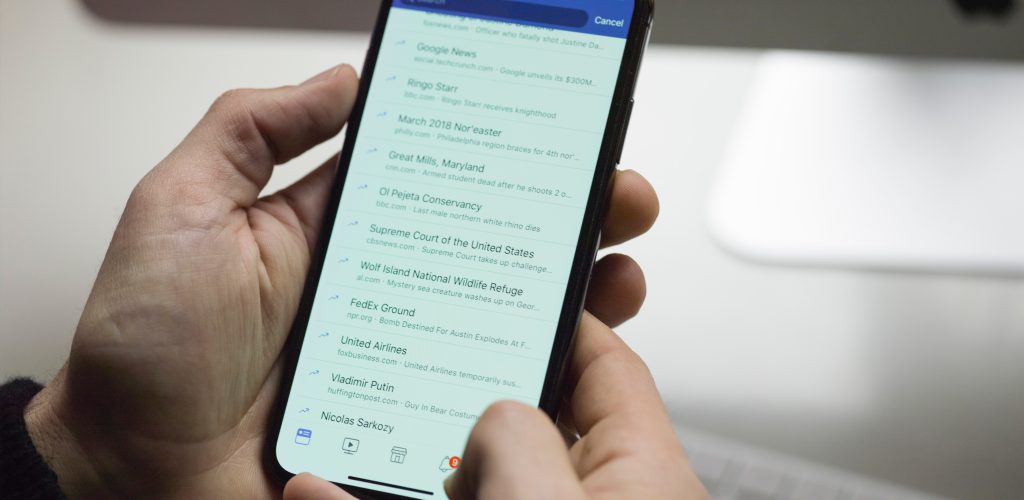 Search
Cancel
foxnews.com · Officer who fatally shot Justine Da...
Google News
social.techcrunch.com · Google unveils its $300M...
Ringo Starr
bbc.com · Ringo Starr receives knighthood
March 2018 Nor'easter
philly.com · Philadelphia region braces for 4th nor'...
Great Mills, Maryland
cnn.com · Armed student dead after he shoots 2 o...
Ol Pejeta Conservancy
bbc.com · Last male northern white rhino dies
Supreme Court of the United States
cbsnews.com · Supreme Court takes up challenge...
Wolf Island National Wildlife Refuge
al.com · Mystery sea creature washes up on Geor...
FedEx Ground
npr.org · Bomb Destined For Austin Explodes At F...
United Airlines
foxbusiness.com · United Airlines temporarily sus...
Vladimir Putin
huffingtonpost.com · Guy In Bear Costum
Nicolas Sarkozy
9